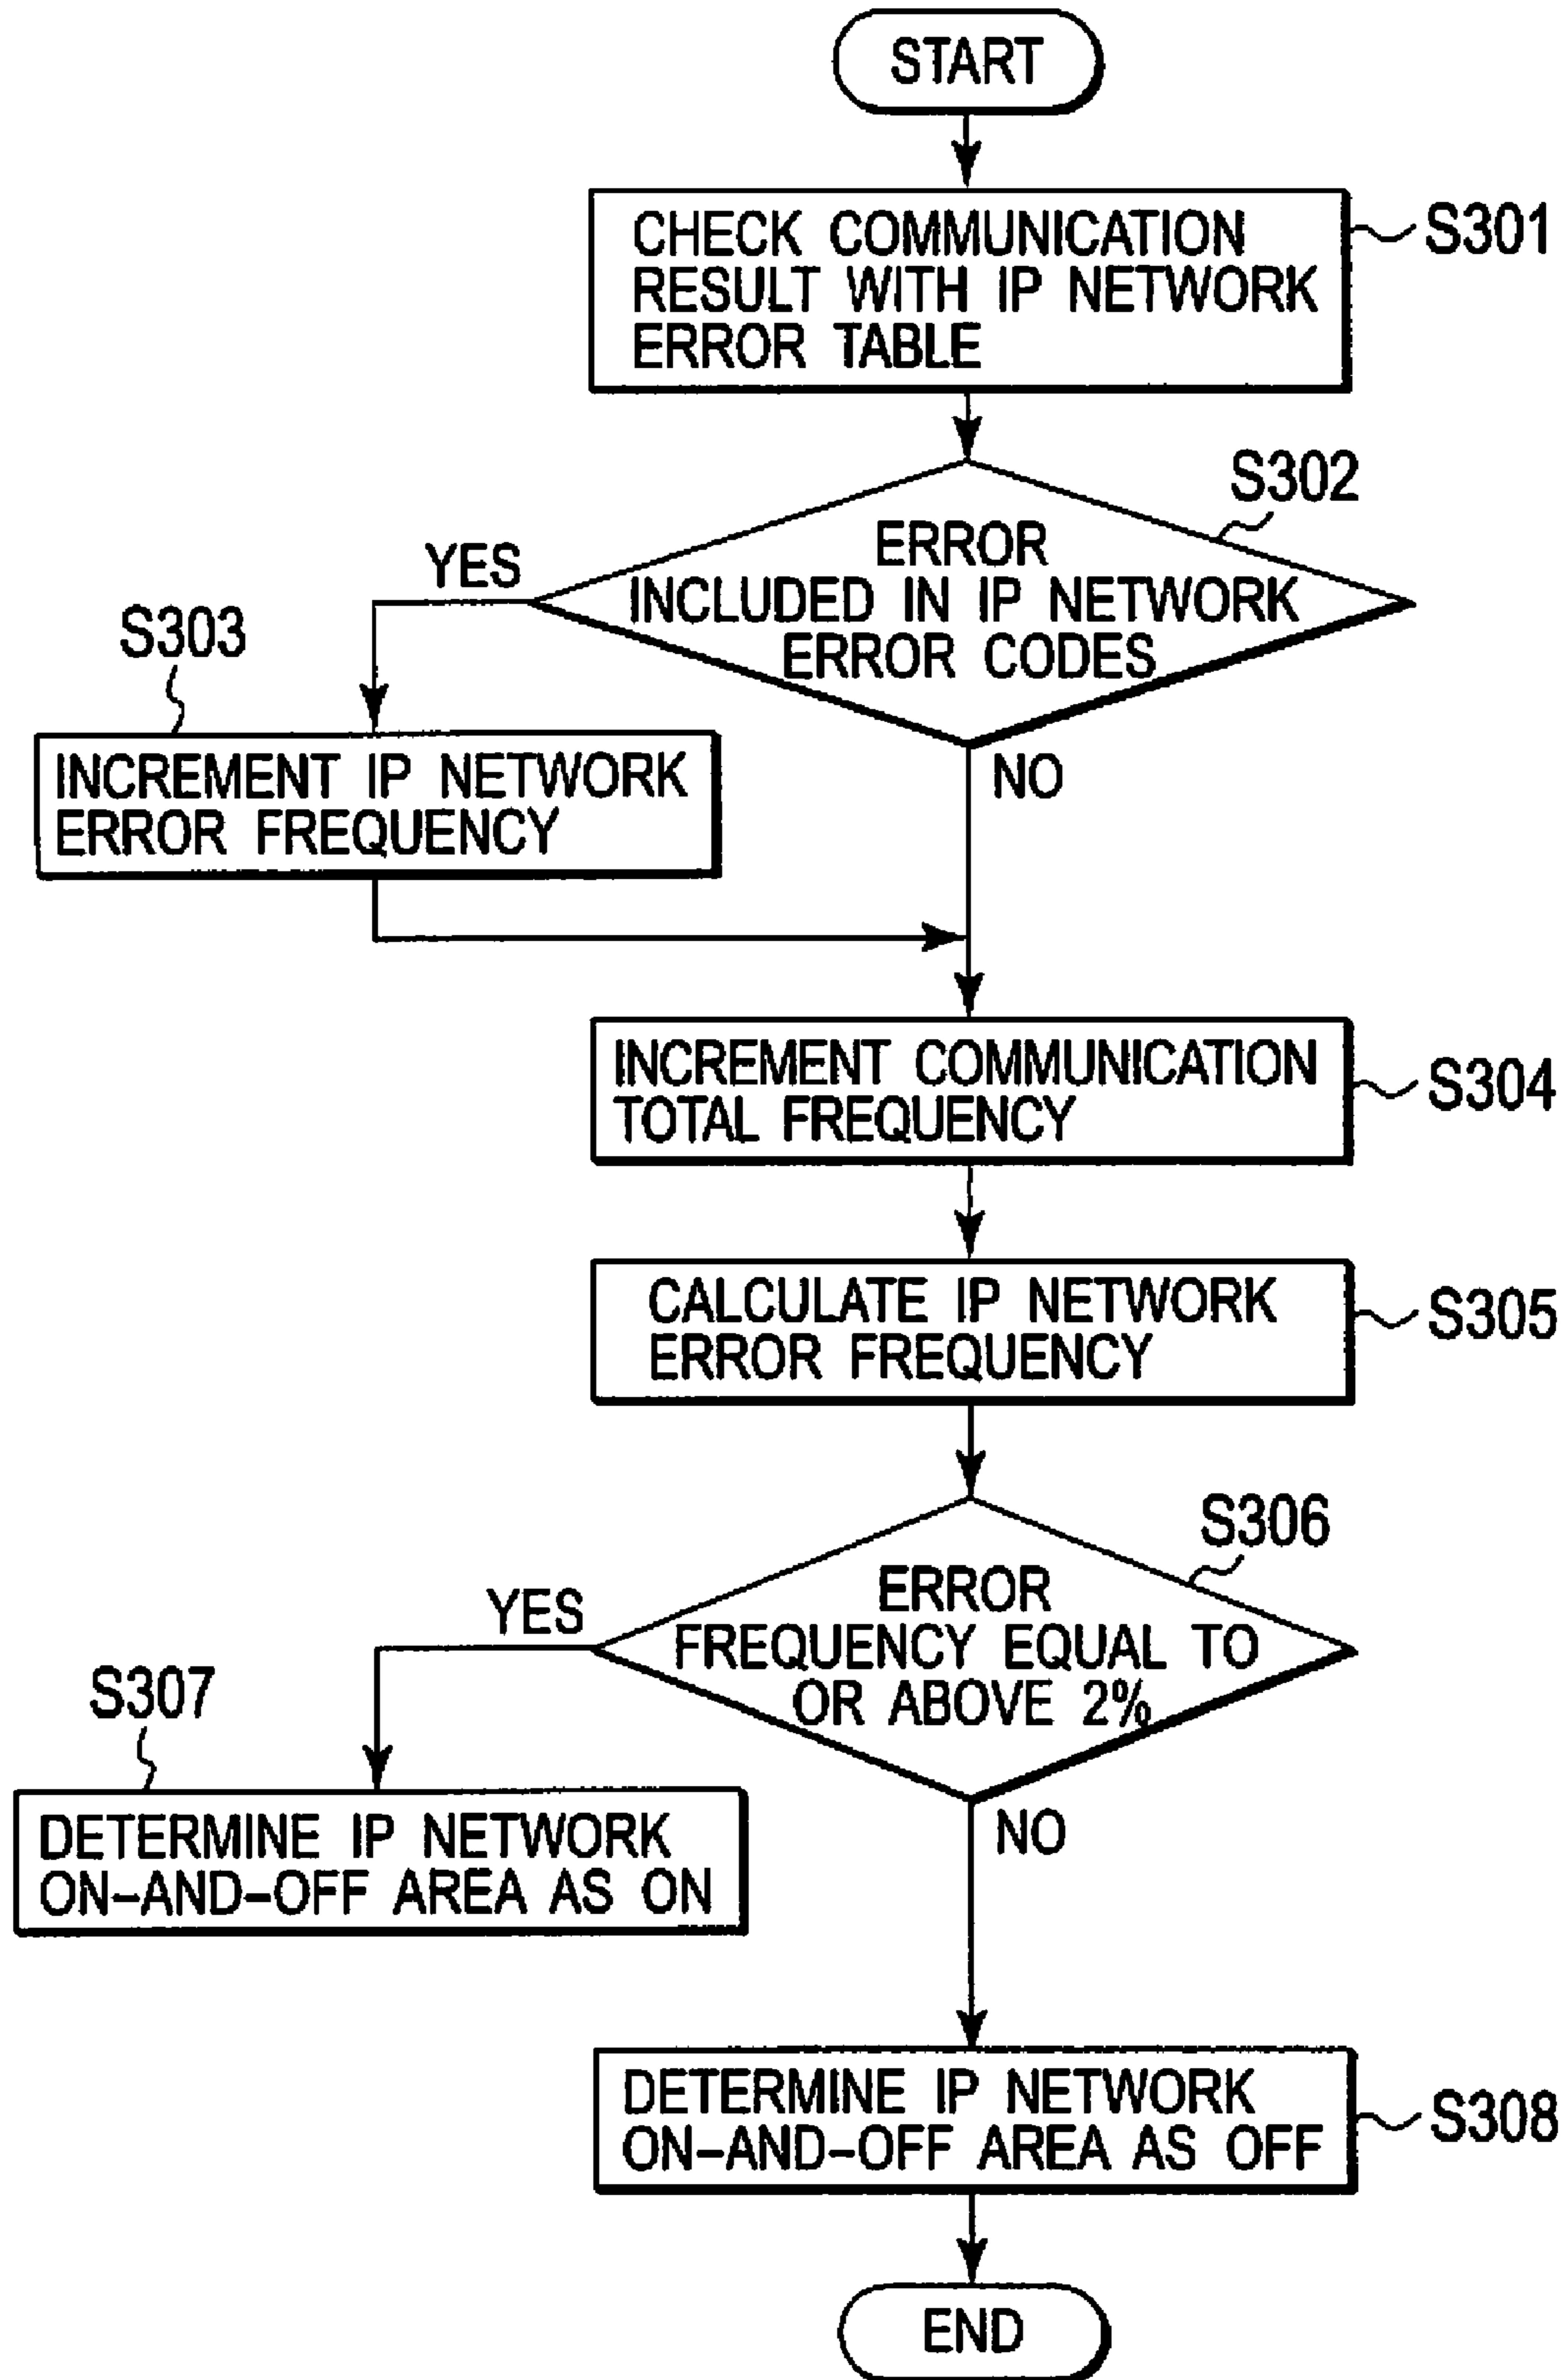 START
CHECK COMMUNICATION
RESULT WITH IP NETWORK
ERROR TABLE
S301
S302
ERROR
INCLUDED IN IP NETWORK
ERROR CODES
YES
NO
S303
INCREMENT IP NETWORK
ERROR FREQUENCY
INCREMENT COMMUNICATION
TOTAL FREQUENCY
S304
CALCULATE IP NETWORK
ERROR FREQUENCY
S305
S306
ERROR
FREQUENCY EQUAL TO
OR ABOVE 2%
YES
NO
S307
DETERMINE IP NETWORK
ON-AND-OFF AREA AS ON
DETERMINE IP NETWORK
ON-AND-OFF AREA AS OFF
S308
END